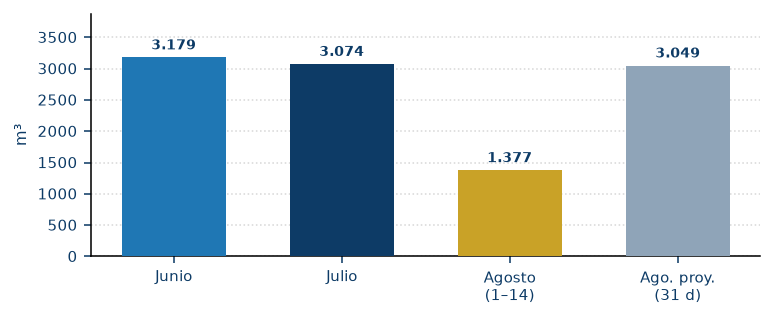 m³
3500
3000
2500
2000
1500
1000
500
0
3.179
3.074
1.377
3.049
Junio
Julio
Agosto
(1–14)
Ago. proy.
(31 d)